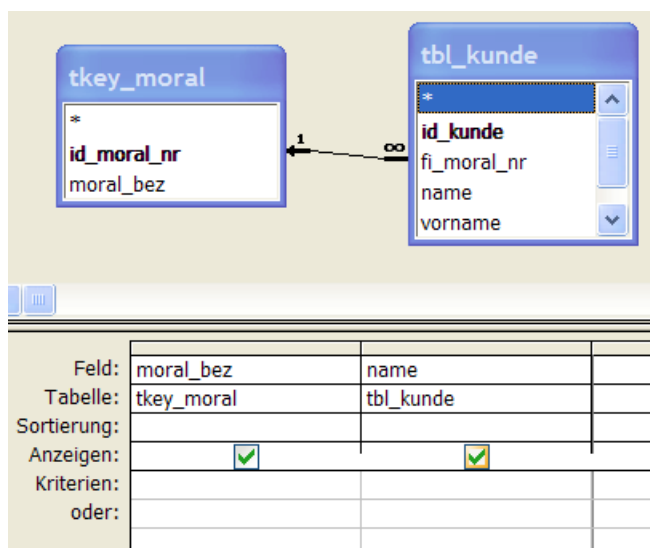 tkey_moral
*
id_moral_nr
moral_bez
1
∞
tbl_kunde
*
id_kunde
fi_moral_nr
name
vorname
Feld: moral_bez name
Tabelle: tkey_moral tbl_kunde
Sortierung:
Anzeigen:
Kriterien:
oder: